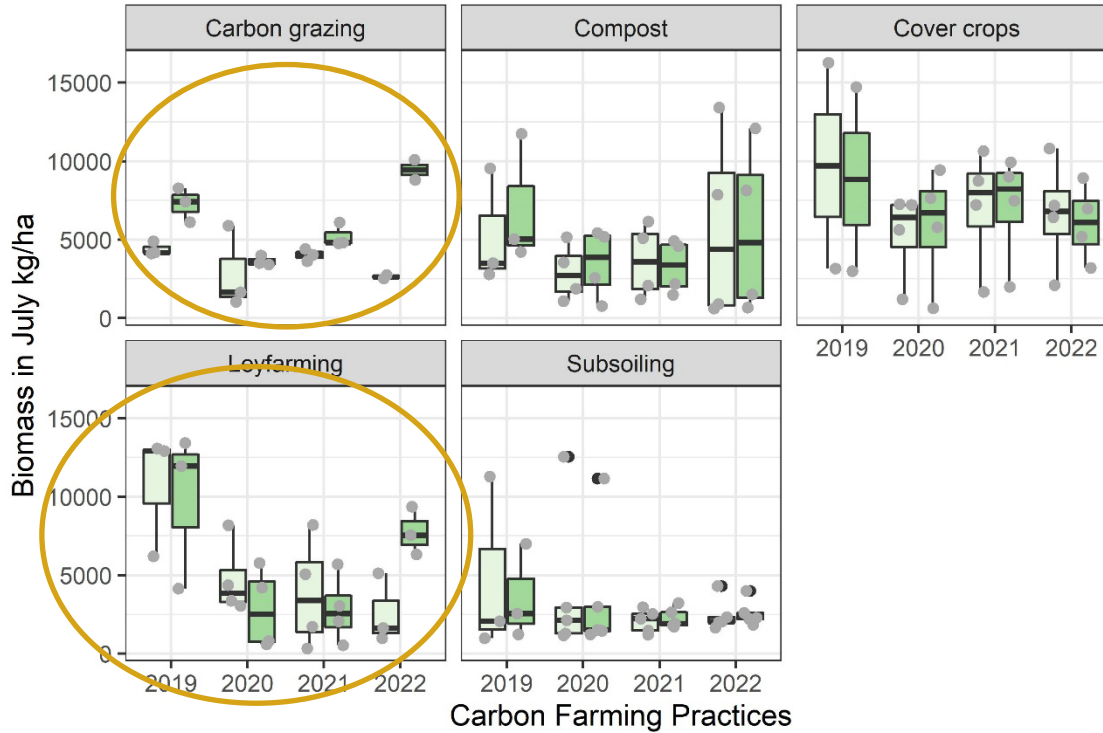 Biomass in July kg/ha
Carbon grazing
Compost
Cover crops
15000
10000
5000
0
2019 2020 2021 2022
Leyfarming
Subsoiling
15000
10000
5000
0
2019 2020 2021 2022
2019 2020 2021 2022
Carbon Farming Practices